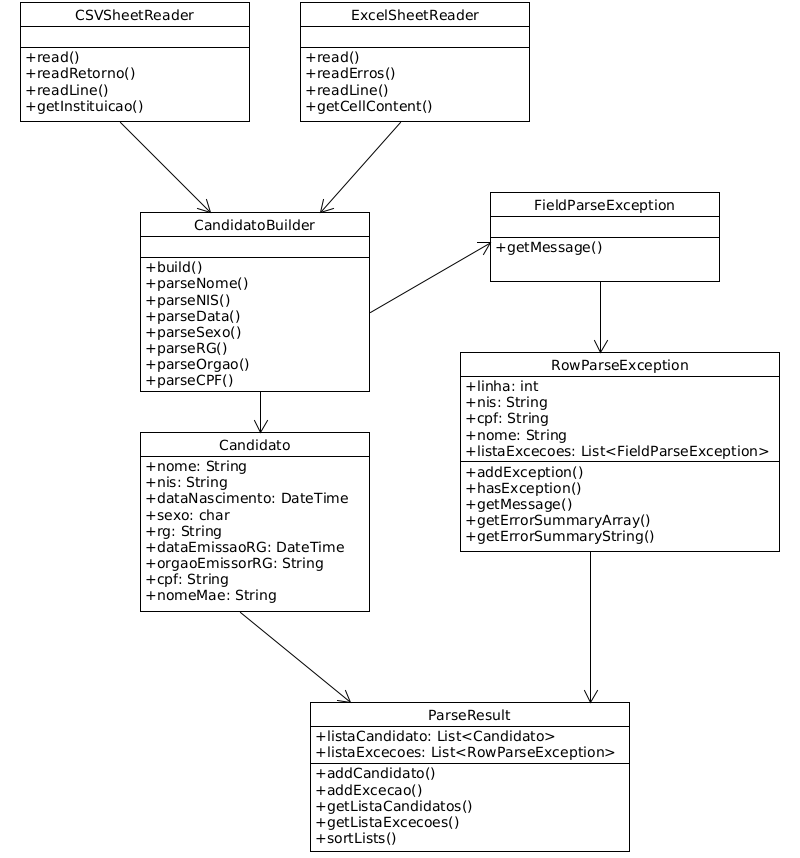 CSVSheetReader
+read()
+readRetorno()
+readLine()
+getInstituicao()
ExcelSheetReader
+read()
+readErros()
+readLine()
+getCellContent()
CandidatoBuilder
+build()
+parseNome()
+parseNIS()
+parseData()
+parseSexo()
+parseRG()
+parseOrgao()
+parseCPF()
FieldParseException
+getMessage()
RowParseException
+linha: int
+nis: String
+cpf: String
+nome: String
+listaExcecoes: List<FieldParseException>
+addException()
+hasException()
+getMessage()
+getErrorSummaryArray()
+getErrorSummaryString()
Candidato
+nome: String
+nis: String
+dataNascimento: DateTime
+sexo: char
+rg: String
+dataEmissaoRG: DateTime
+orgaoEmissorRG: String
+cpf: String
+nomeMae: String
ParseResult
+listaCandidato: List<Candidato>
+listaExcecoes: List<RowParseException>
+addCandidato()
+addExcecao()
+getListaCandidatos()
+getListaExcecoes()
+sortLists()